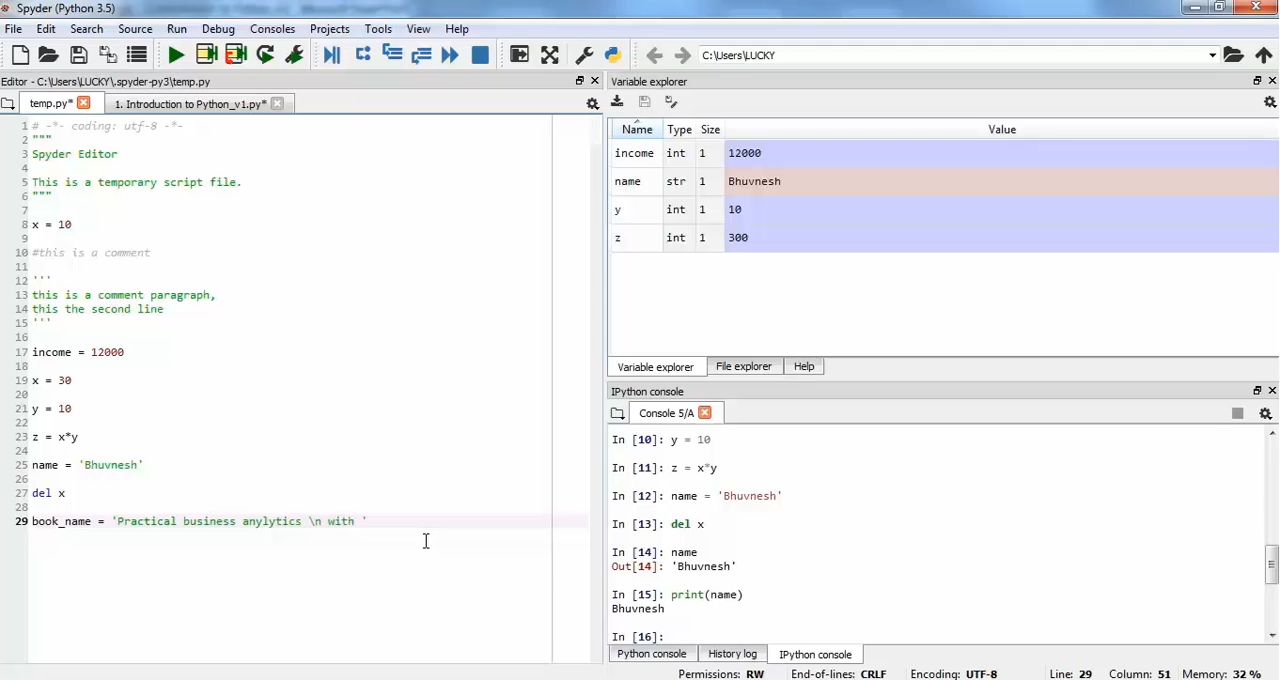 Spyder (Python 3.5)
File Edit Search Source Run Debug Consoles Projects Tools View Help
C:\Users\LUCKY
Editor - C:\Users\LUCKY\.spyder-py3\temp.py
temp.py* 1. Introduction to Python_v1.py*
1 # -*- coding: utf-8 -*-
2 """
3 Spyder Editor
4
5 This is a temporary script file.
6 """
7
8 x = 10
9
10 #this is a comment
11
12 '''
13 this is a comment paragraph,
14 this the second line
15 '''
16
17 income = 12000
18
19 x = 30
20
21 y = 10
22
23 z = x*y
24
25 name = 'Bhuvnesh'
26
27 del x
28
29 book_name = 'Practical business anylytics \n with '
Variable explorer
Name Type Size Value
income int 1 12000
name str 1 Bhuvnesh
y int 1 10
z int 1 300
Variable explorer File explorer Help
IPython console
Console 5/A
In [10]: y = 10
In [11]: z = x*y
In [12]: name = 'Bhuvnesh'
In [13]: del x
In [14]: name
Out[14]: 'Bhuvnesh'
In [15]: print(name)
Bhuvnesh
In [16]:
Python console History log IPython console
Permissions: RW End-of-lines: CRLF Encoding: UTF-8 Line: 29 Column: 51 Memory: 32 %